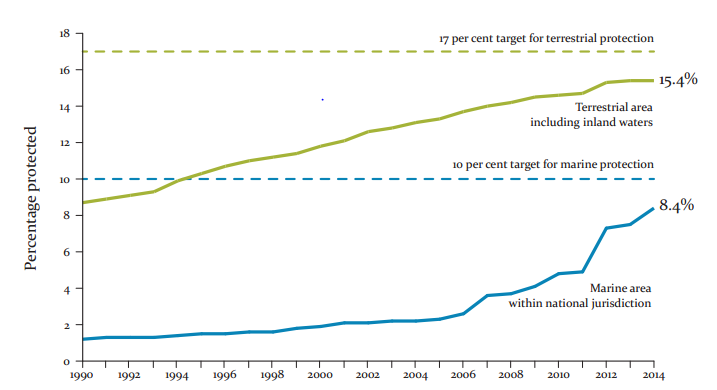 18
17 per cent target for terrestrial protection
16
15.4%
14
Terrestrial area
including inland waters
12
10 per cent target for marine protection
10
8.4%
8
6
4
Marine area
within national jurisdiction
2
0
Percentage protected
1990 1992 1994 1996 1998 2000 2002 2004 2006 2008 2010 2012 2014